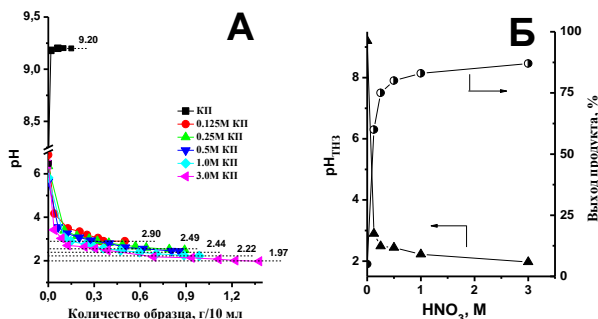 А
9,5
9,0
8,5
6
4
2
pH
9.20
КП
0.125М КП
0.25М КП
0.5М КП
1.0М КП
3.0М КП
2.90
2.49
2.44
2.22
1.97
0,0
0,3
0,6
0,9
1,2
Количество образца, г/10 мл
Б
8
6
4
2
pHТНЗ
100
75
50
25
0
Выход продукта, %
0
1
2
3
HNO3, М